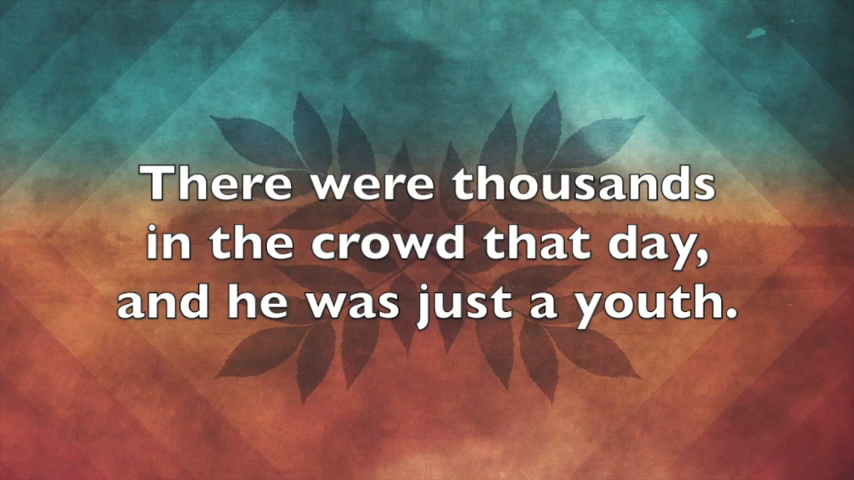 There were thousands
in the crowd that day,
and he was just a youth.